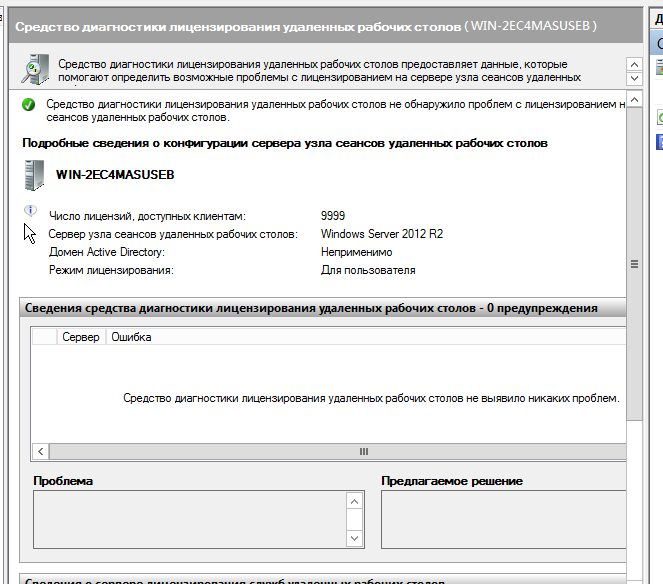 Средство диагностики лицензирования удаленных рабочих столов ( WIN-2EC4MASUSEB )
Средство диагностики лицензирования удаленных рабочих столов предоставляет данные, которые
помогают определить возможные проблемы с лицензированием на сервере узла сеансов удаленных
Средство диагностики лицензирования удаленных рабочих столов не обнаружило проблем с лицензированием н
сеансов удаленных рабочих столов.
Подробные сведения о конфигурации сервера узла сеансов удаленных рабочих столов
WIN-2EC4MASUSEB
Число лицензий, доступных клиентам: 9999
Сервер узла сеансов удаленных рабочих столов: Windows Server 2012 R2
Домен Active Directory: Неприменимо
Режим лицензирования: Для пользователя
Сведения средства диагностики лицензирования удаленных рабочих столов - 0 предупреждения
Сервер Ошибка
Средство диагностики лицензирования удаленных рабочих столов не выявило никаких проблем.
Проблема Предлагаемое решение
Сведения о сервере лицензирования служб удаленных рабочих столов